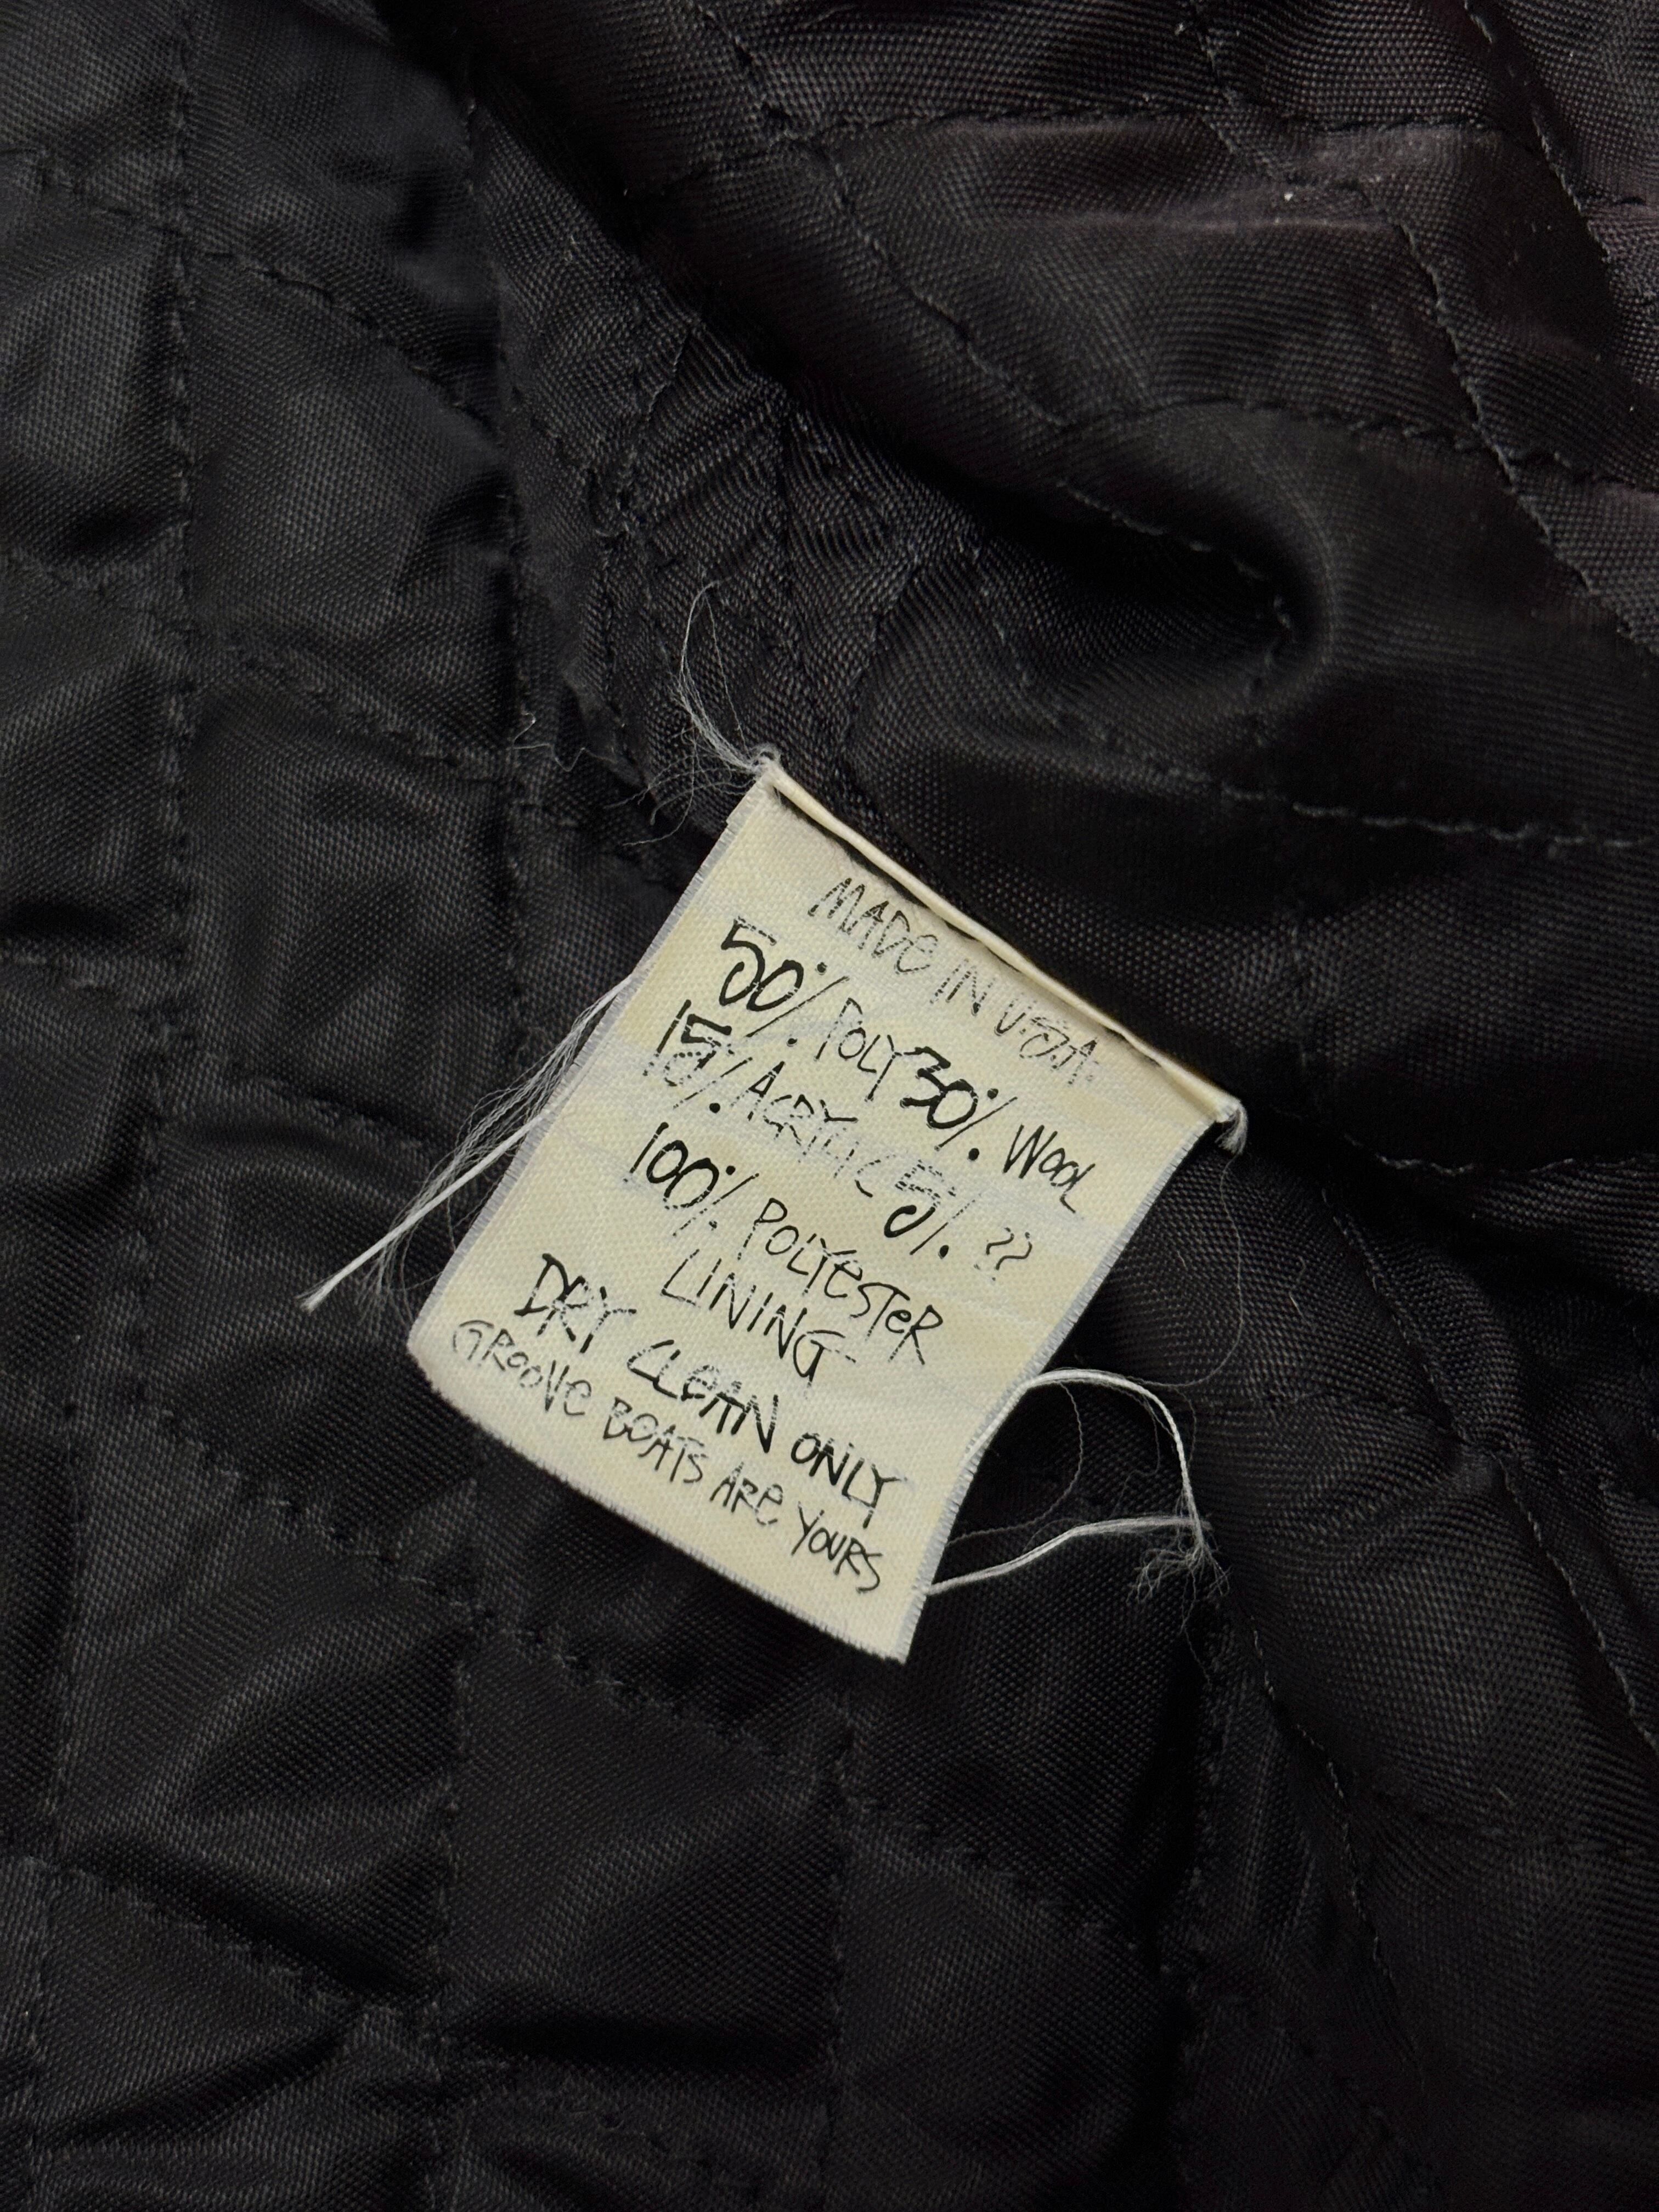 MADE IN U.S.A.
50% POLY 30% WOOL
15% ACRYLIC 5% ??
100% POLYESTER
LINING
DRY CLEAN ONLY
GROOVE BOATS ARE YOURS